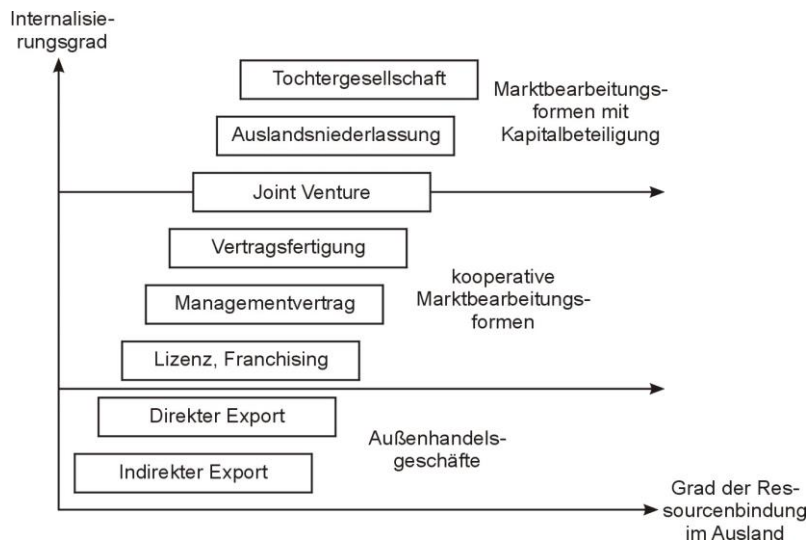 Internalisie-
rungsgrad
Tochtergesellschaft
Marktbearbeitungs-
formen mit
Kapitalbeteiligung
Auslandsniederlassung
Joint Venture
Vertragsfertigung
kooperative
Marktbearbeitungs-
formen
Managementvertrag
Lizenz, Franchising
Direkter Export
Außenhandels-
geschäfte
Indirekter Export
Grad der Res-
sourcenbindung
im Ausland